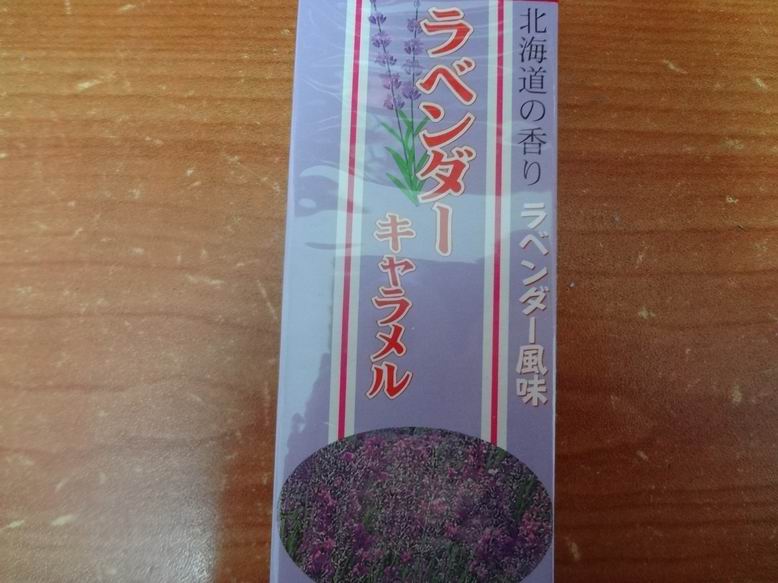 北海道の香り ラベンダー風味
ラベンダー
キャラメル